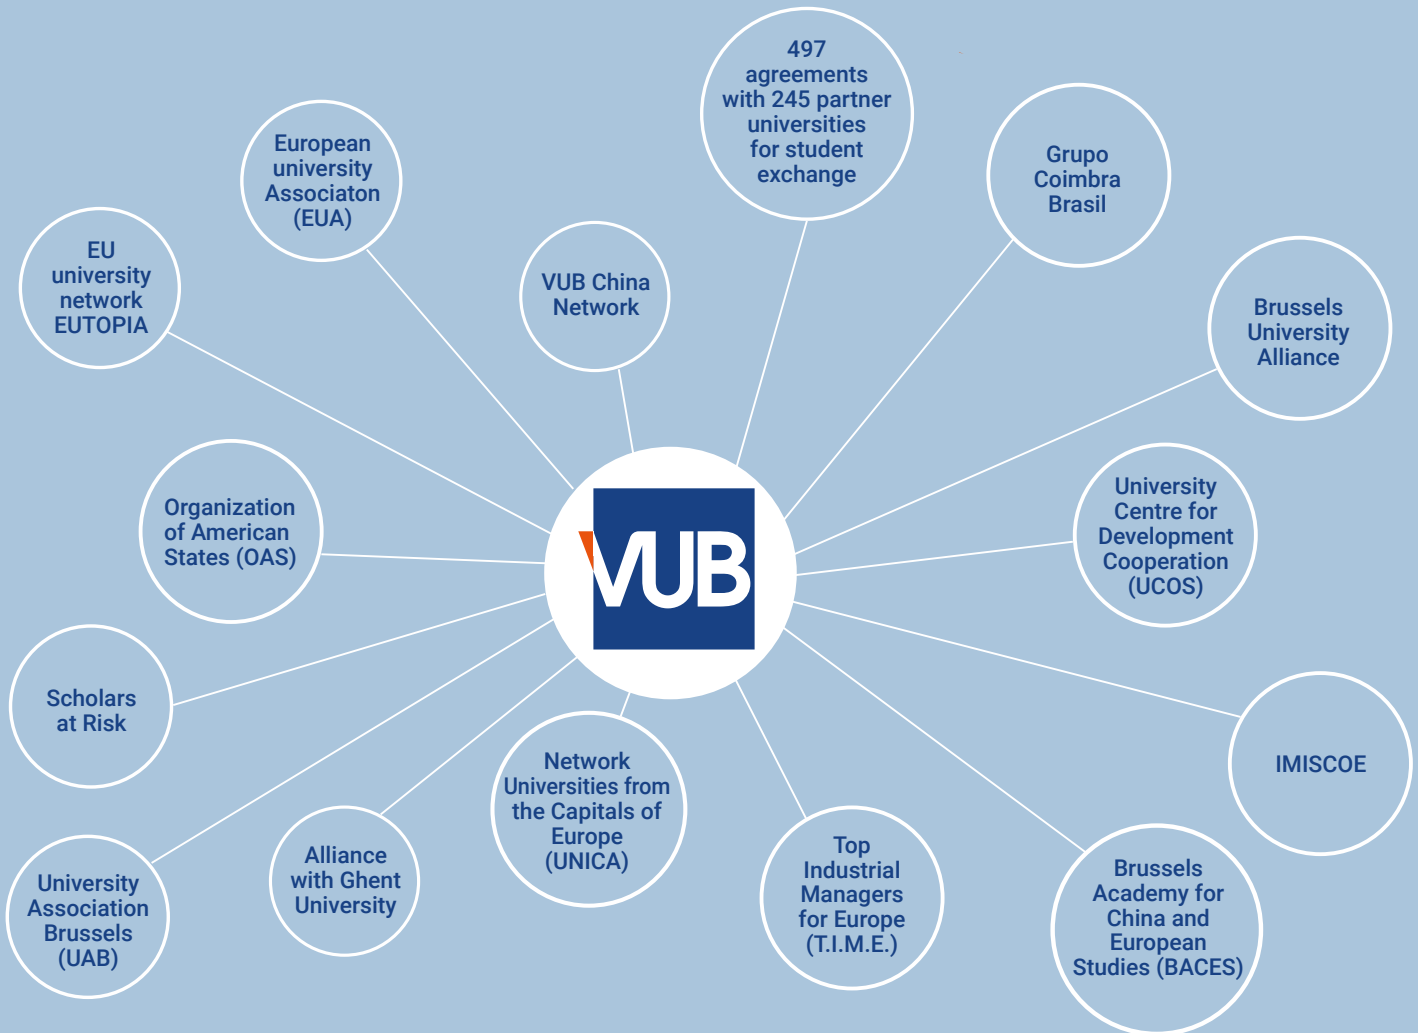 497
agreements
with 245 partner
universities
for student
exchange
European
university
Associaton
(EUA)
Grupo
Coimbra
Brasil
EU
university
network
EUTOPIA
VUB China
Network
Brussels
University
Alliance
Organization
of American
States (OAS)
University
Centre for
Development
Cooperation
(UCOS)
VUB
Scholars
at Risk
IMISCOE
Network
Universities from
the Capitals of
Europe
(UNICA)
University
Association
Brussels
(UAB)
Alliance
with Ghent
University
Top
Industrial
Managers
for Europe
(T.I.M.E.)
Brussels
Academy for
China and
European
Studies (BACES)